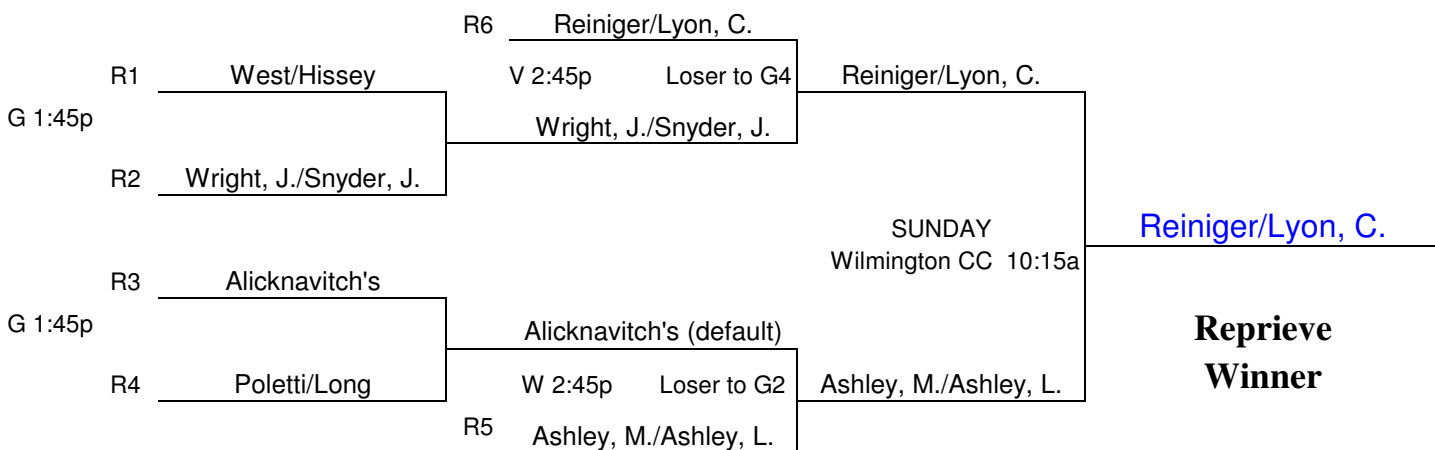 R6 Reiniger/Lyon, C.
R1 West/Hissey V 2:45p Loser to G4 Reiniger/Lyon, C.
G 1:45p
Wright, J./Snyder, J.
R2 Wright, J./Snyder, J.
SUNDAY Reiniger/Lyon, C.
Wilmington CC 10:15a
R3 Alicknavitch's
G 1:45p
Alicknavitch's (default)
Reprieve
Winner
R4 Poletti/Long W 2:45p Loser to G2 Ashley, M./Ashley, L.
R5 Ashley, M./Ashley, L.